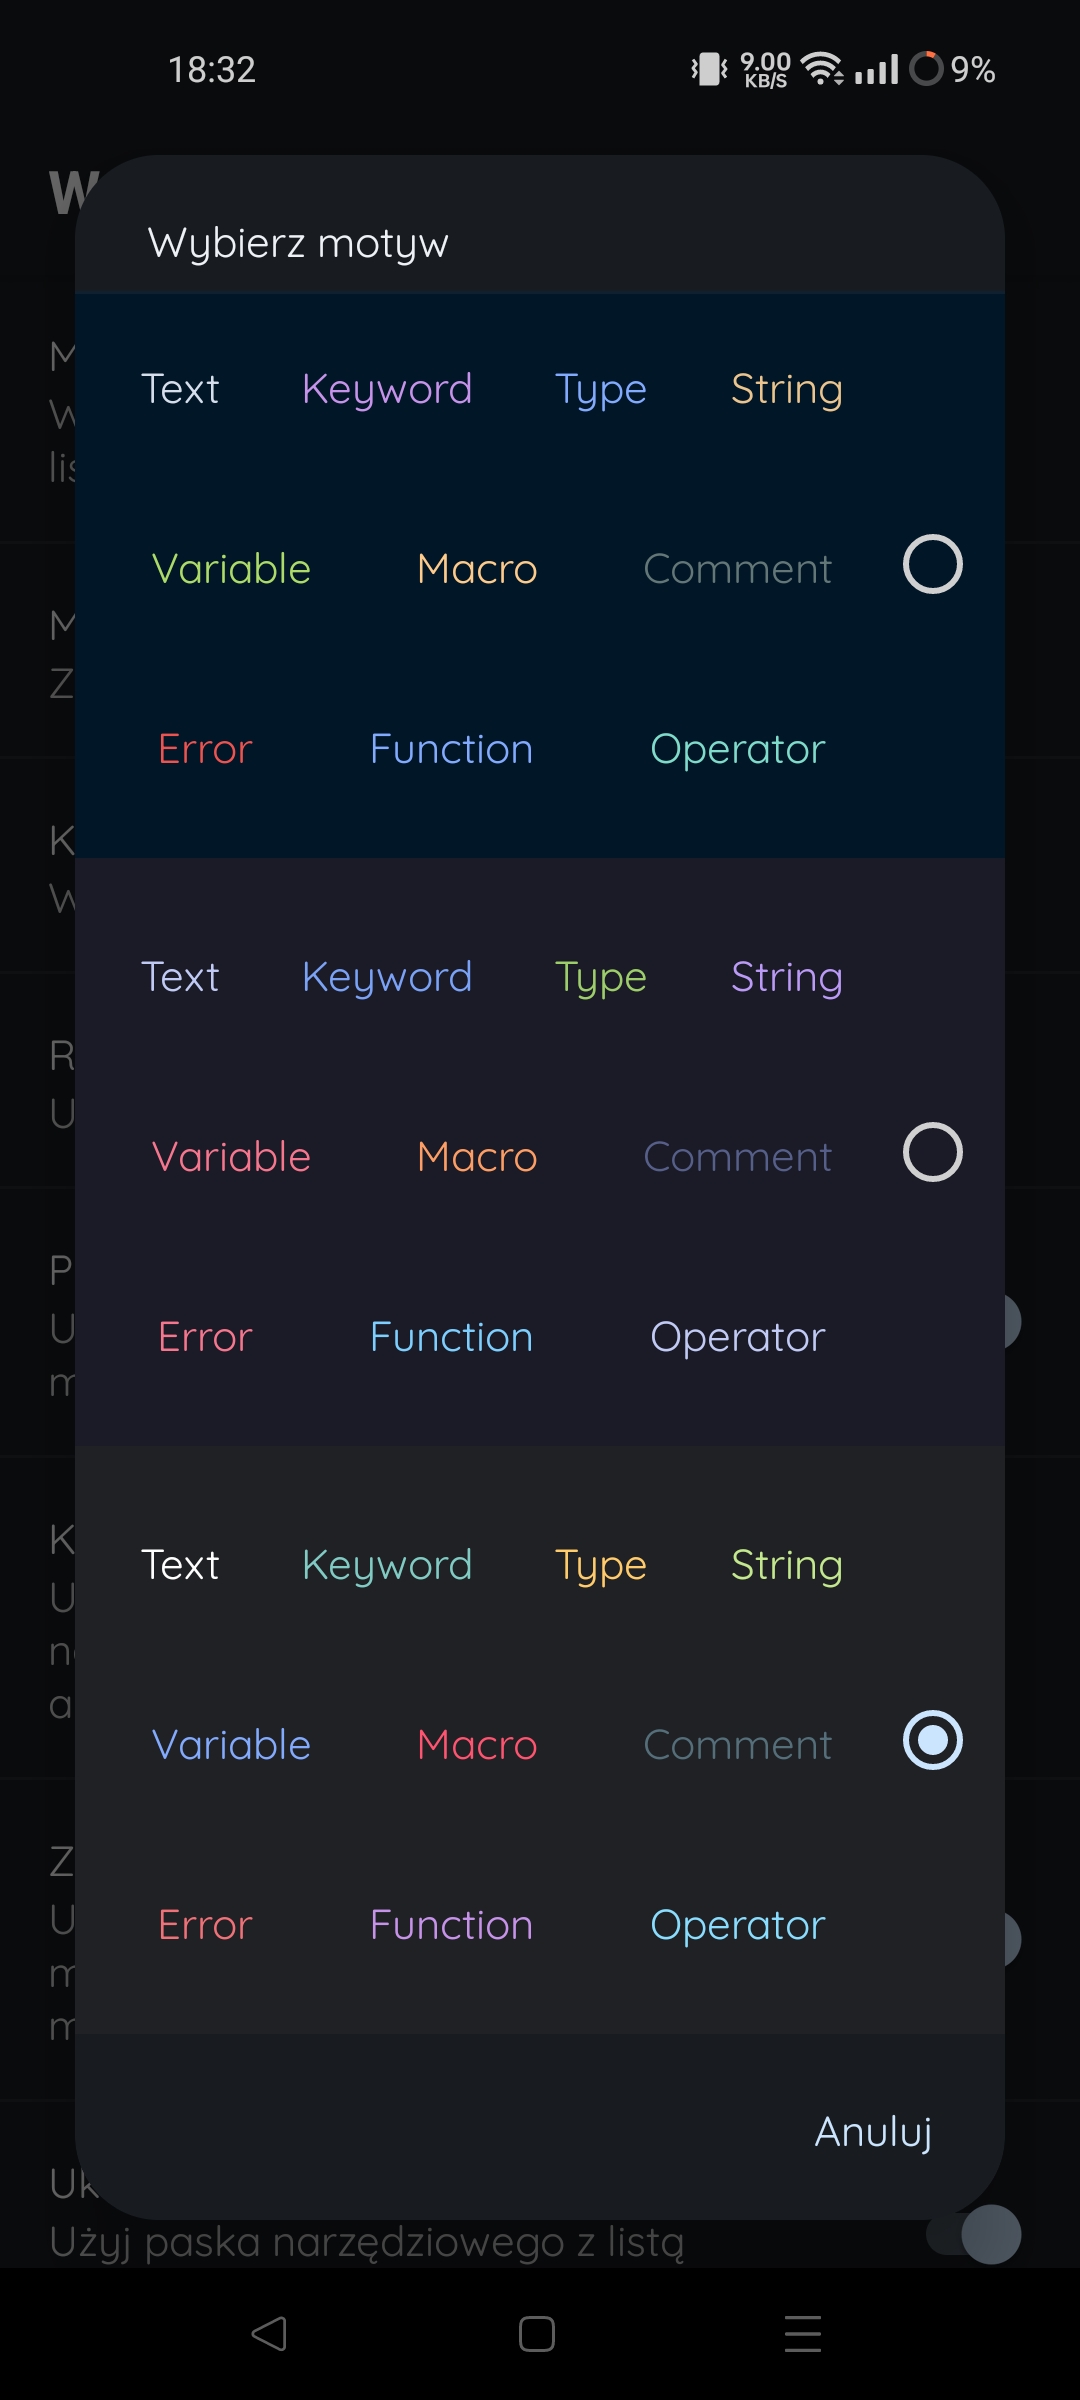 18:32
9.00
KB/S
9%
Wybierz motyw
Text Keyword Type String
Variable Macro Comment
Error Function Operator
Text Keyword Type String
Variable Macro Comment
Error Function Operator
Text Keyword Type String
Variable Macro Comment
Error Function Operator
Anuluj
Użyj paska narzędziowego z listą